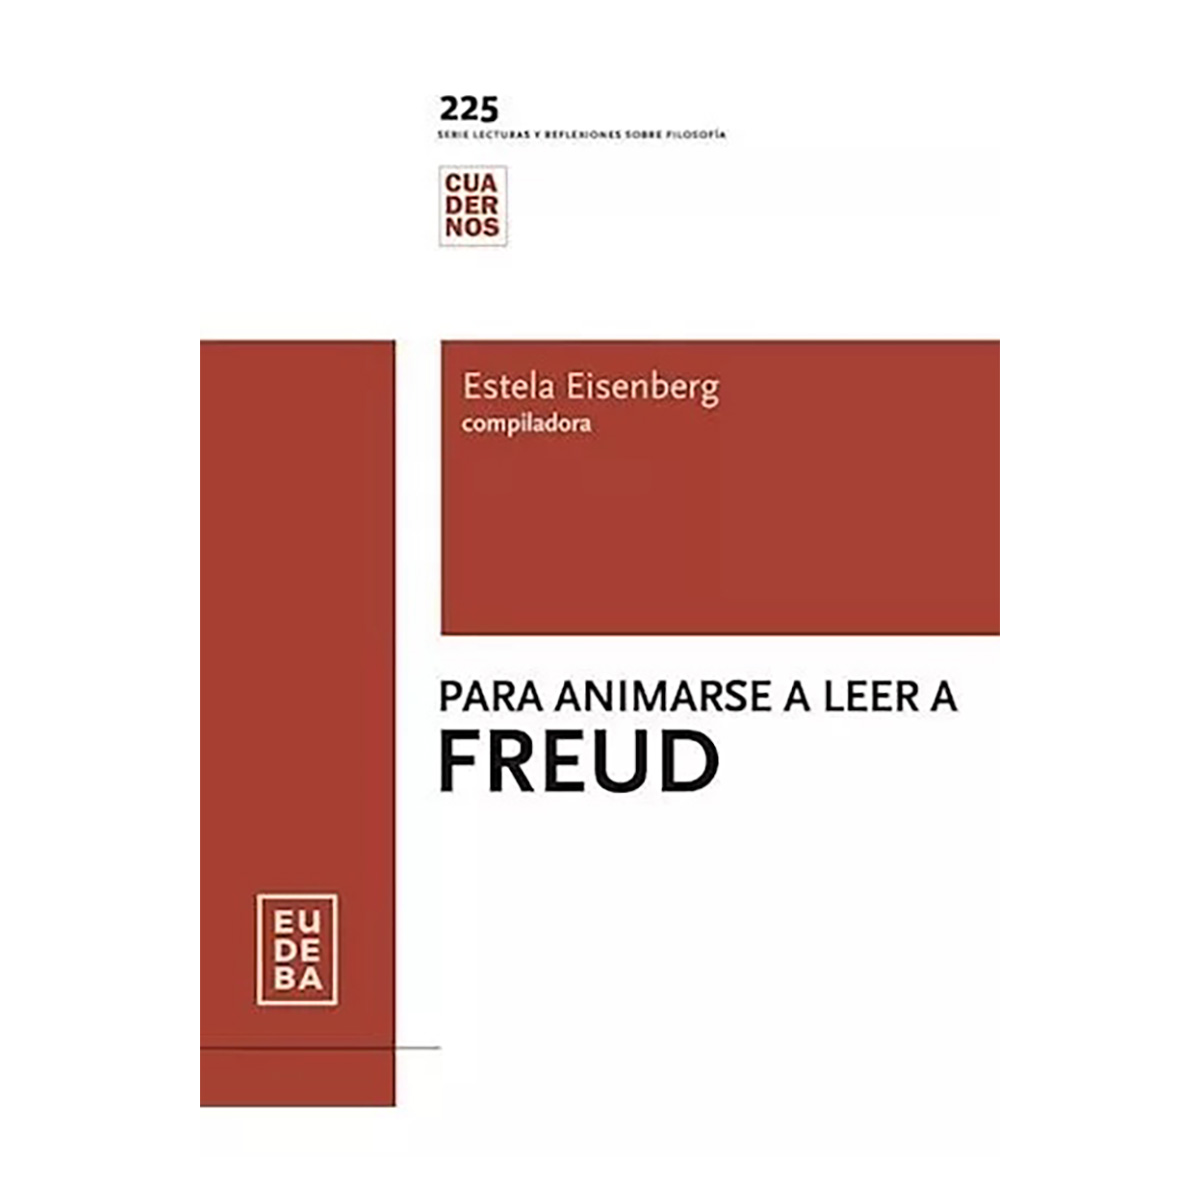 225
SERIE LECTURAS Y REFLEXIONES SOBRE FILOSOFÍA
CUA
DER
NOS
Estela Eisenberg
compiladora
PARA ANIMARSE A LEER A
FREUD
EU
DE
BA